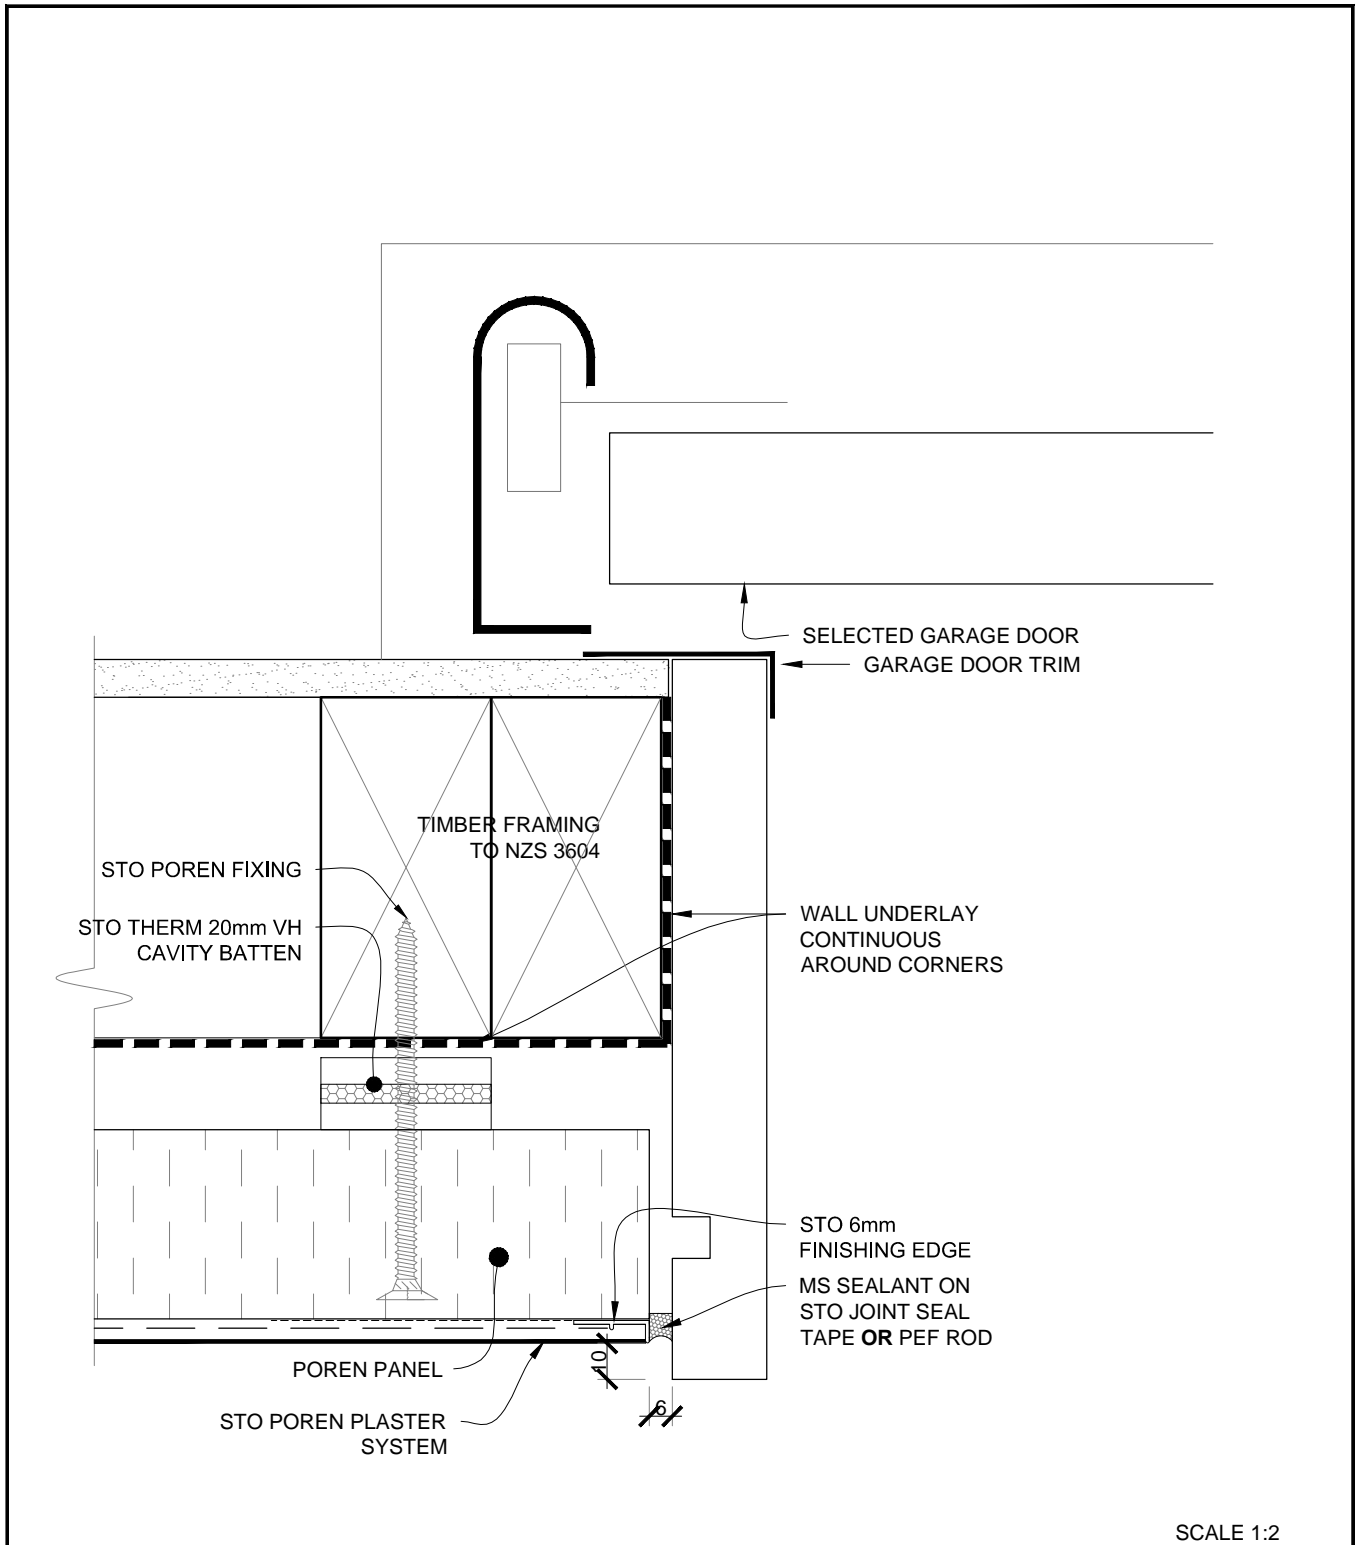 SELECTED GARAGE DOOR
GARAGE DOOR TRIM
TIMBER FRAMING
TO NZS 3604
STO POREN FIXING
STO THERM 20mm VH
CAVITY BATTEN
WALL UNDERLAY
CONTINUOUS
AROUND CORNERS
STO 6mm
FINISHING EDGE
MS SEALANT ON
STO JOINT SEAL
TAPE OR PEF ROD
10
POREN PANEL
6
STO POREN PLASTER
SYSTEM
SCALE 1:2